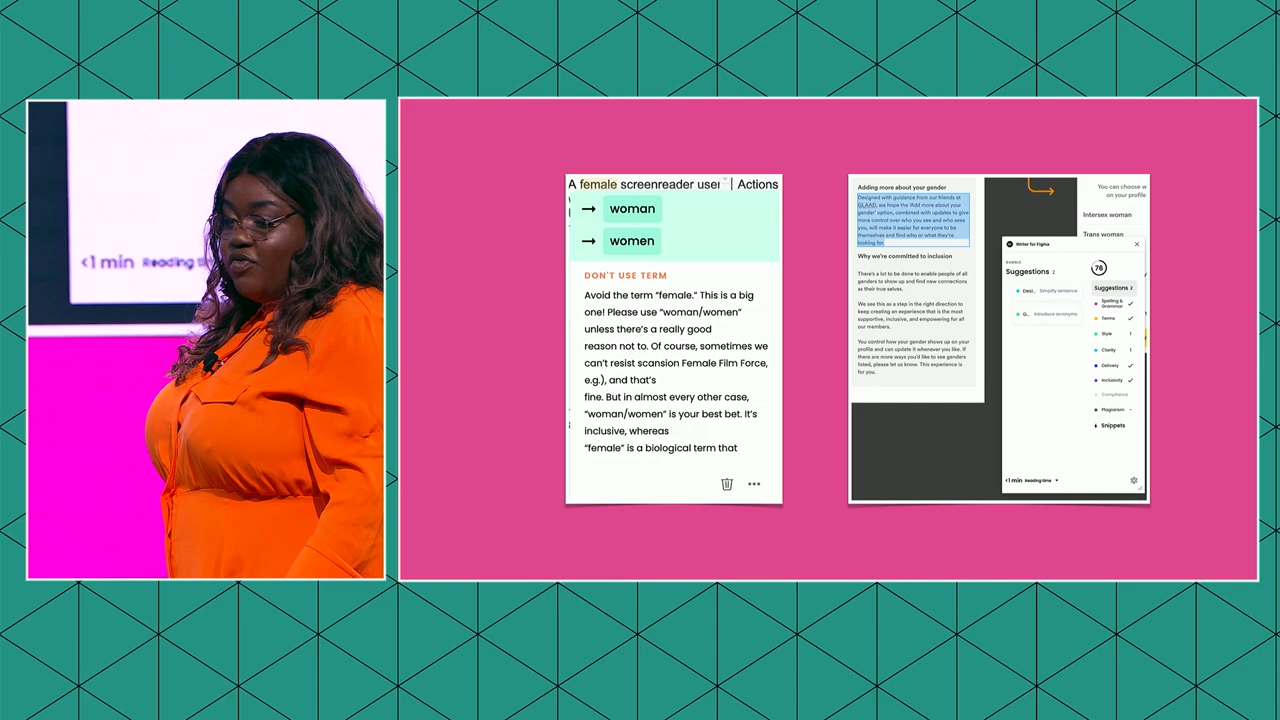 <1 min Reading ti
A female screenreader user | Actions
→ woman
→ women
DON'T USE TERM
Avoid the term “female.” This is a big
one! Please use “woman/women”
unless there’s a really good
reason not to. Of course, sometimes we
can’t resist scansion Female Film Force,
e.g.), and that’s
fine. But in almost every other case,
“woman/women” is your best bet. It’s
inclusive, whereas
“female” is a biological term that
Adding more about your gender
Designed with guidance from our friends at
GLAAD, we hope the 'Add more about your
gender' option, combined with updates to give
more control over who you see and who sees
you, will make it easier for everyone to be
themselves and find who or what they're
looking for.
Why we're committed to inclusion
There's a lot to be done to enable people of all
genders to show up and find new connections
as their true selves.
We see this as a step in the right direction to
keep creating an experience that is the most
supportive, inclusive, and empowering for all
our members.
You control how your gender shows up on your
profile and can update it whenever you like. If
there are more ways you'd like to see genders
listed, please let us know. This experience is
for you.
You can choose w
on your profile
Intersex woman
Trans woman
Writer for Figma
Suggestions 2
Desi.. Simplify sentence
G.. Introduce acronyms
76
Suggestions 2
Spelling &
Grammar
Terms
Style 1
Clarity 1
Delivery
Inclusivity
Compliance
Plagiarism -
Snippets
<1 min Reading time